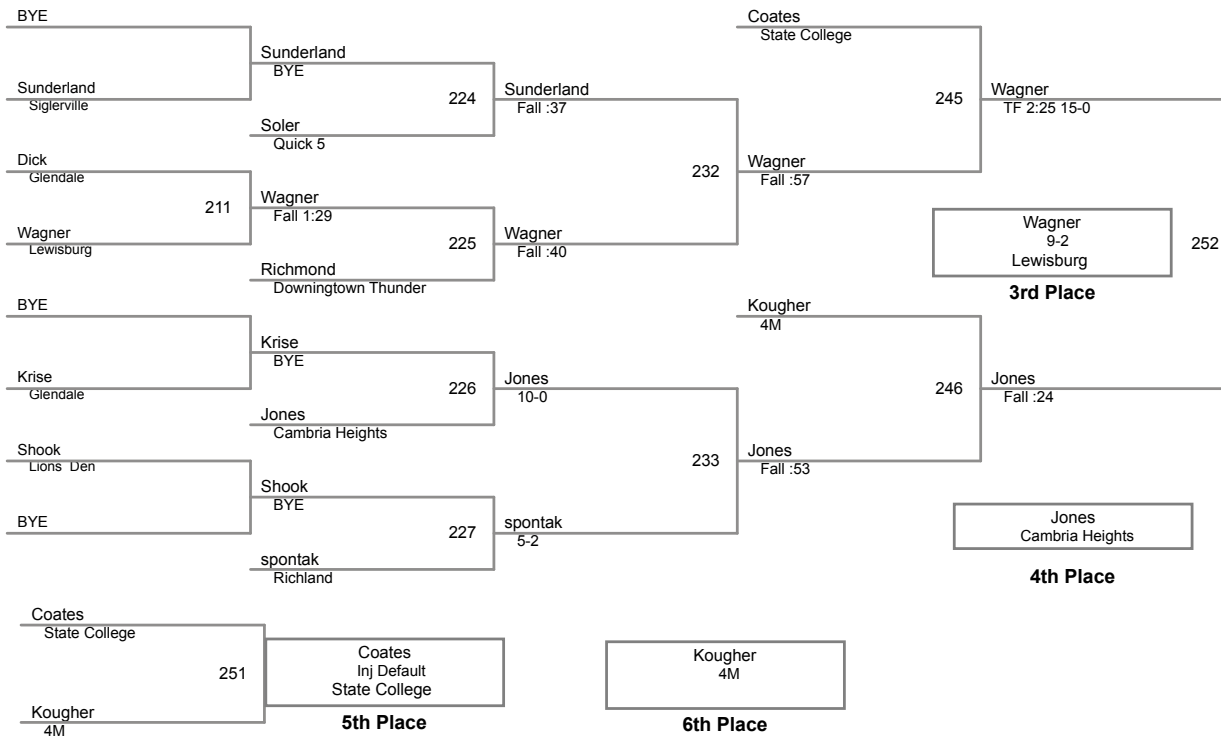 BYE
Sunderland
Siglerville
Sunderland
BYE
224
Soler
Quick 5
Sunderland
Fall :37
Dick
Glendale
211
Wagner
Lewisburg
Wagner
Fall 1:29
225
Richmond
Downingtown Thunder
Wagner
Fall :40
232
Wagner
Fall :57
Coates
State College
245
Wagner
TF 2:25 15-0
Wagner
9-2
Lewisburg
252
3rd Place
BYE
Krise
Glendale
Krise
BYE
226
Jones
Cambria Heights
Jones
10-0
Shook
Lions  Den
BYE
Shook
BYE
227
spontak
Richland
spontak
5-2
233
Jones
Fall :53
Kougher
4M
246
Jones
Fall :24
Jones
Cambria Heights
4th Place
Coates
State College
251
Kougher
4M
Coates
Inj Default
State College
5th Place
Kougher
4M
6th Place